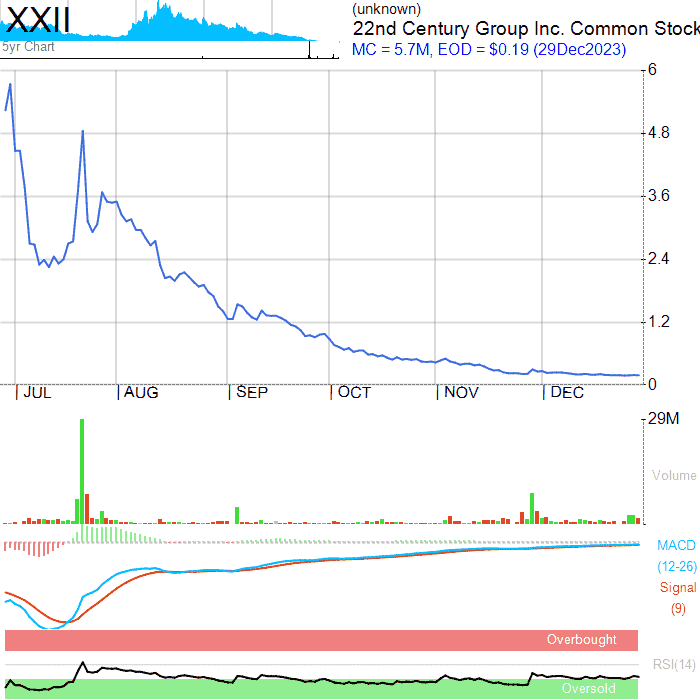 XXII
5yr Chart
(unknown)
22nd Century Group Inc. Common Stock
MC = 5.7M, EOD = $0.19 (29Dec2023)
6
4.8
3.6
2.4
1.2
0
JUL AUG SEP OCT NOV DEC
29M
Volume
MACD
(12-26)
Signal
(9)
Overbought
RSI(14)
Oversold